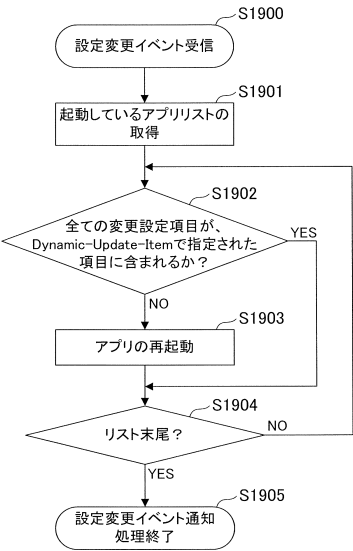 S1900
設定変更イベント受信
S1901
起動しているアプリリストの
取得
S1902
全ての変更設定項目が、
Dynamic-Update-Itemで指定された
項目に含まれるか？
YES
NO
S1903
アプリの再起動
S1904
リスト末尾？
NO
YES
S1905
設定変更イベント通知
処理終了